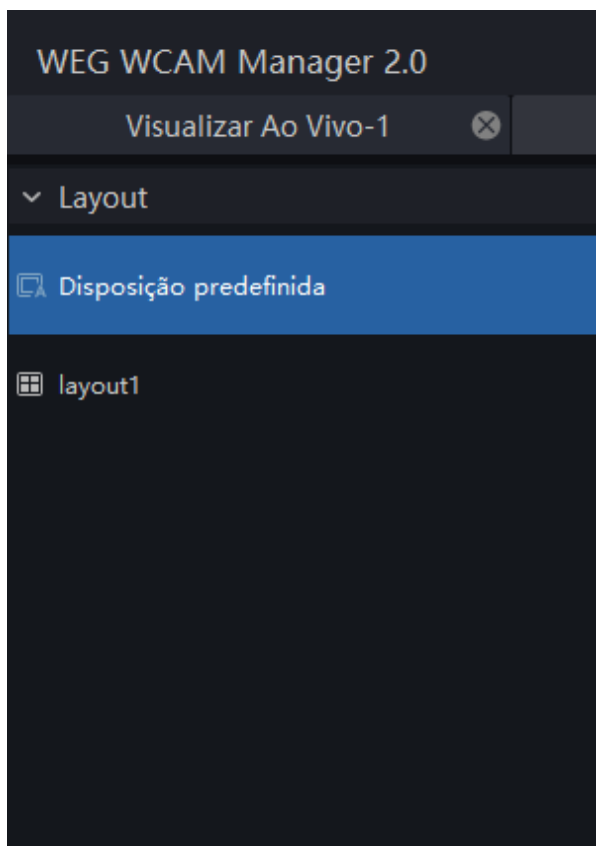 WEG WCAM Manager 2.0
Visualizar Ao Vivo-1
Layout
Disposição predefinida
layout1